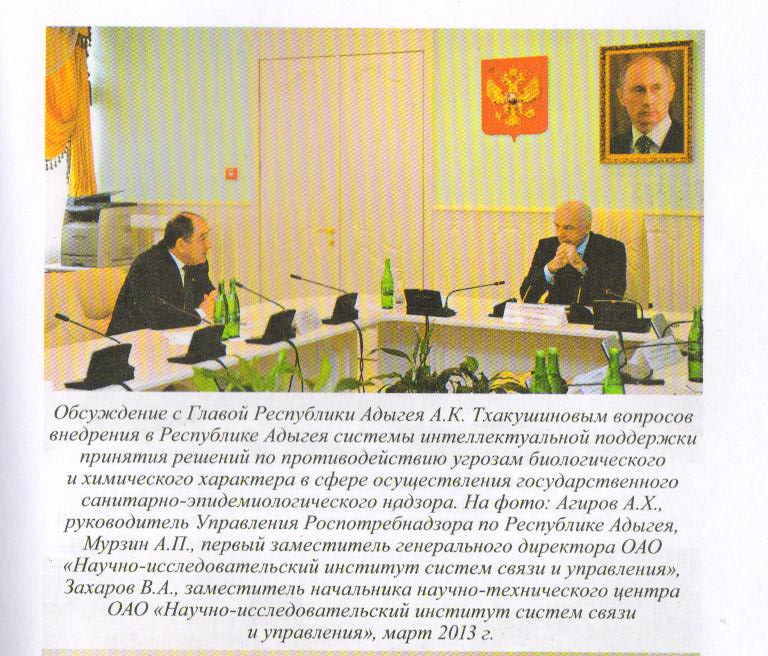 Обсуждение с Главой Республики Адыгея А.К. Тхакушиновым вопросов
внедрения в Республике Адыгея системы интеллектуальной поддержки
принятия решений по противодействию угрозам биологического
и химического характера в сфере осуществления государственного
санитарно-эпидемиологического надзора. На фото: Агиров А.Х.,
руководитель Управления Роспотребнадзора по Республике Адыгея,
Мурзин А.П., первый заместитель генерального директора ОАО
«Научно-исследовательский институт систем связи и управления»,
Захаров В.А., заместитель начальника научно-технического центра
ОАО «Научно-исследовательский институт систем связи
и управления», март 2013 г.